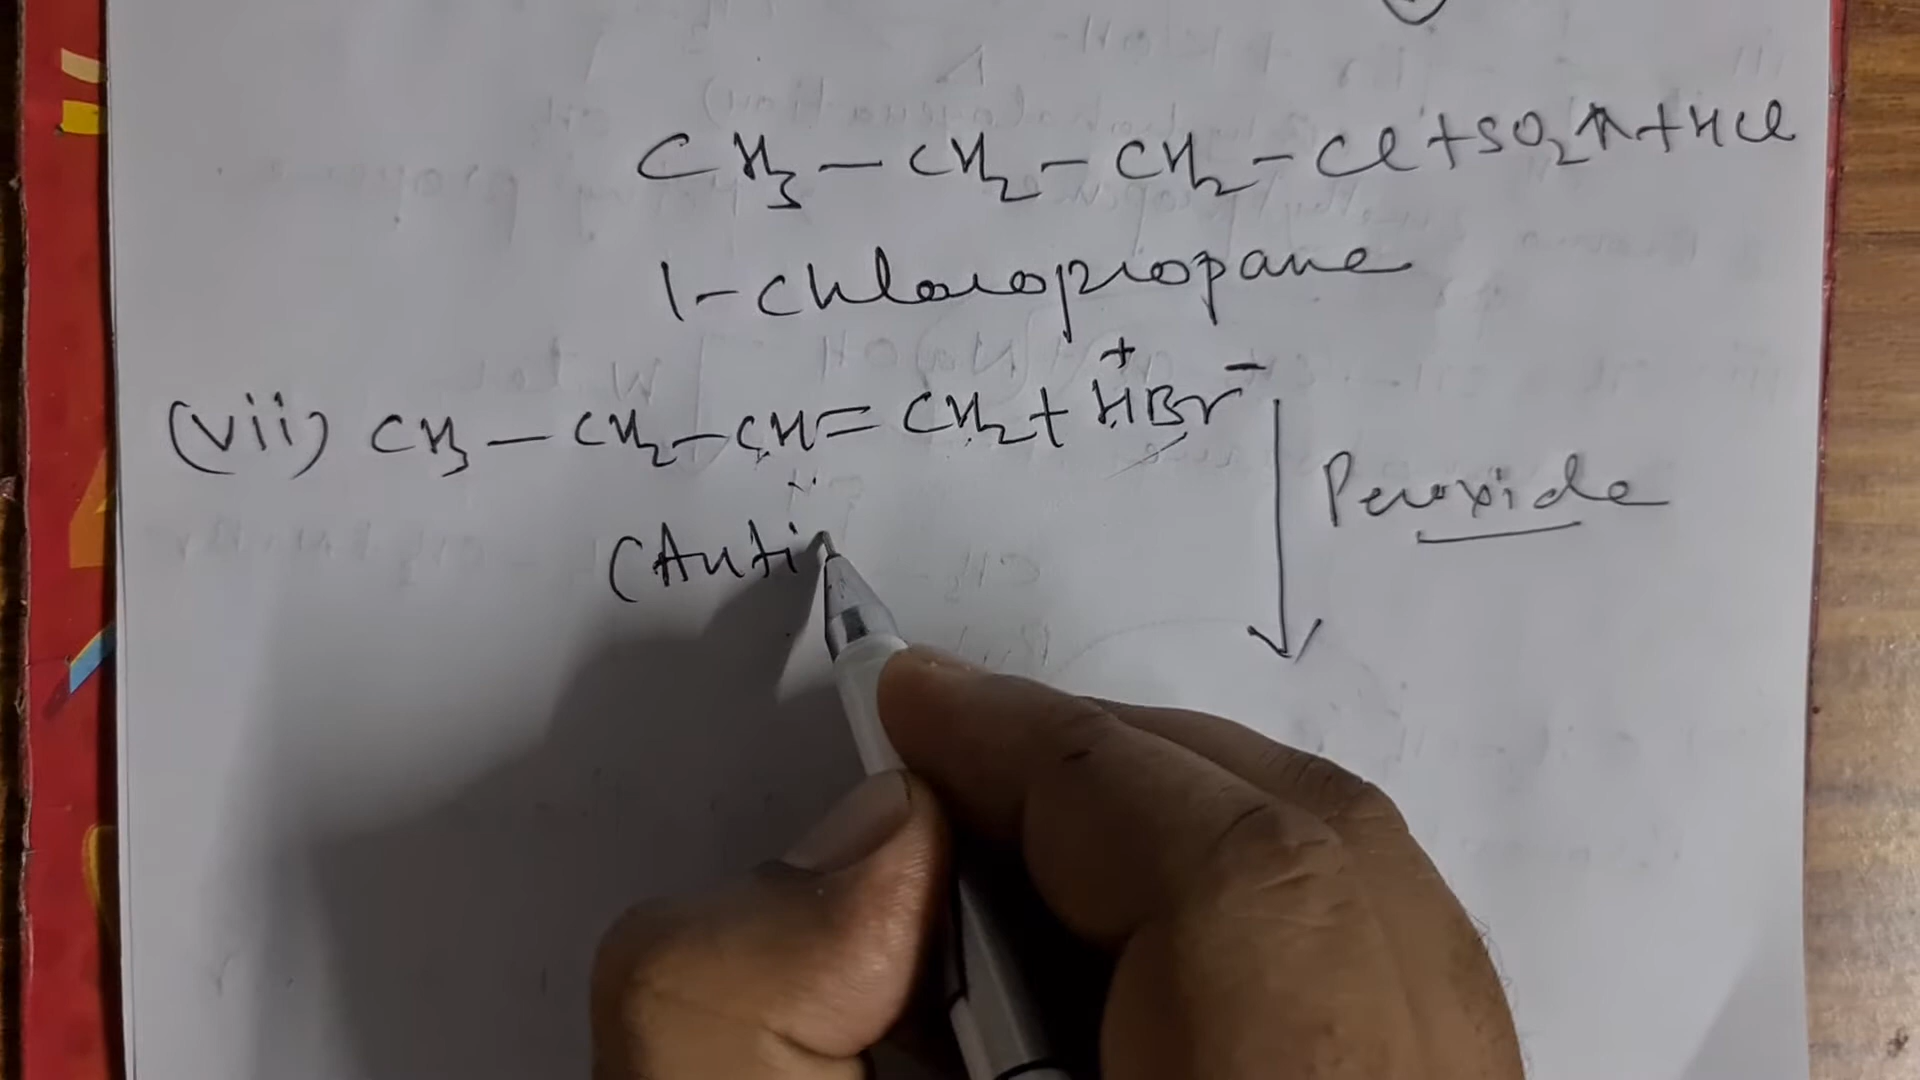 CH₃ — CH₂ — CH₂ — Cl + SO₂↑ + HCl
1-chloropropane
(vii) CH₃ — CH₂ — CH = CH₂ + H⁺Br⁻
Peroxide
(Anti